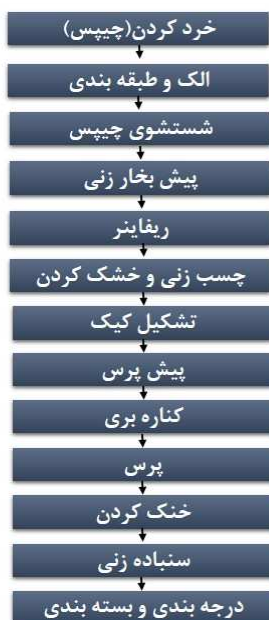 خرد کردن(چیپس)
الک و طبقه بندی
شستشوی چیپس
پیش بخار زنی
ریفاینر
چسب زنی و خشک کردن
تشکیل کیک
پیش پرس
کناره بری
پرس
خنک کردن
سنباده زنی
درجه بندی و بسته بندی